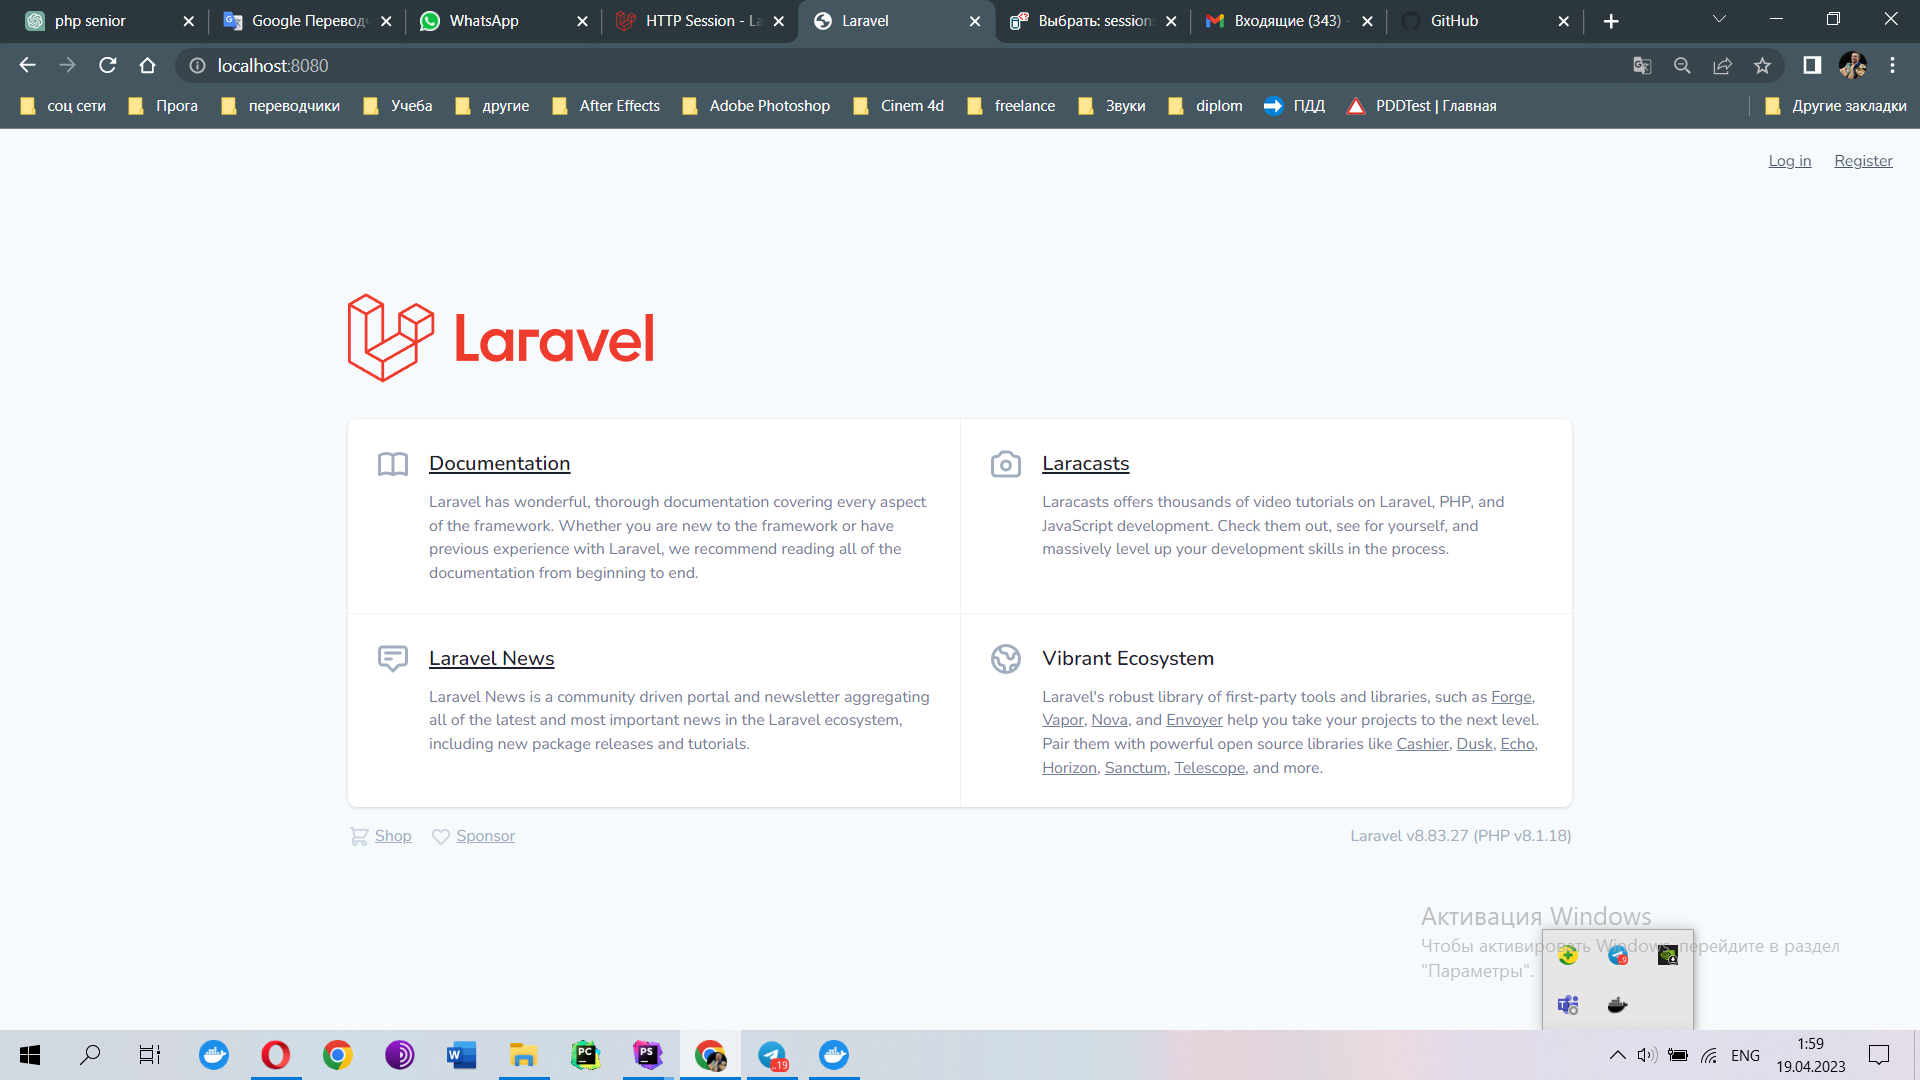 php senior
Google Перевод
WhatsApp
HTTP Session - La
Laravel
Выбрать: session
Входящие (343) -
GitHub
localhost:8080
соц сети
Прога
переводчики
Учеба
другие
After Effects
Adobe Photoshop
Cinem 4d
freelance
Звуки
diplom
ПДД
PDDTest | Главная
Другие закладки
Log in
Register
Laravel
Documentation
Laravel has wonderful, thorough documentation covering every aspect
of the framework. Whether you are new to the framework or have
previous experience with Laravel, we recommend reading all of the
documentation from beginning to end.
Laracasts
Laracasts offers thousands of video tutorials on Laravel, PHP, and
JavaScript development. Check them out, see for yourself, and
massively level up your development skills in the process.
Laravel News
Laravel News is a community driven portal and newsletter aggregating
all of the latest and most important news in the Laravel ecosystem,
including new package releases and tutorials.
Vibrant Ecosystem
Laravel's robust library of first-party tools and libraries, such as Forge,
Vapor, Nova, and Envoyer help you take your projects to the next level.
Pair them with powerful open source libraries like Cashier, Dusk, Echo,
Horizon, Sanctum, Telescope, and more.
Shop
Sponsor
Laravel v8.83.27 (PHP v8.1.18)
Активация Windows
Чтобы активировать Windows, перейдите в раздел
"Параметры".
W
PC
PS
..19
ENG
1:59
19.04.2023